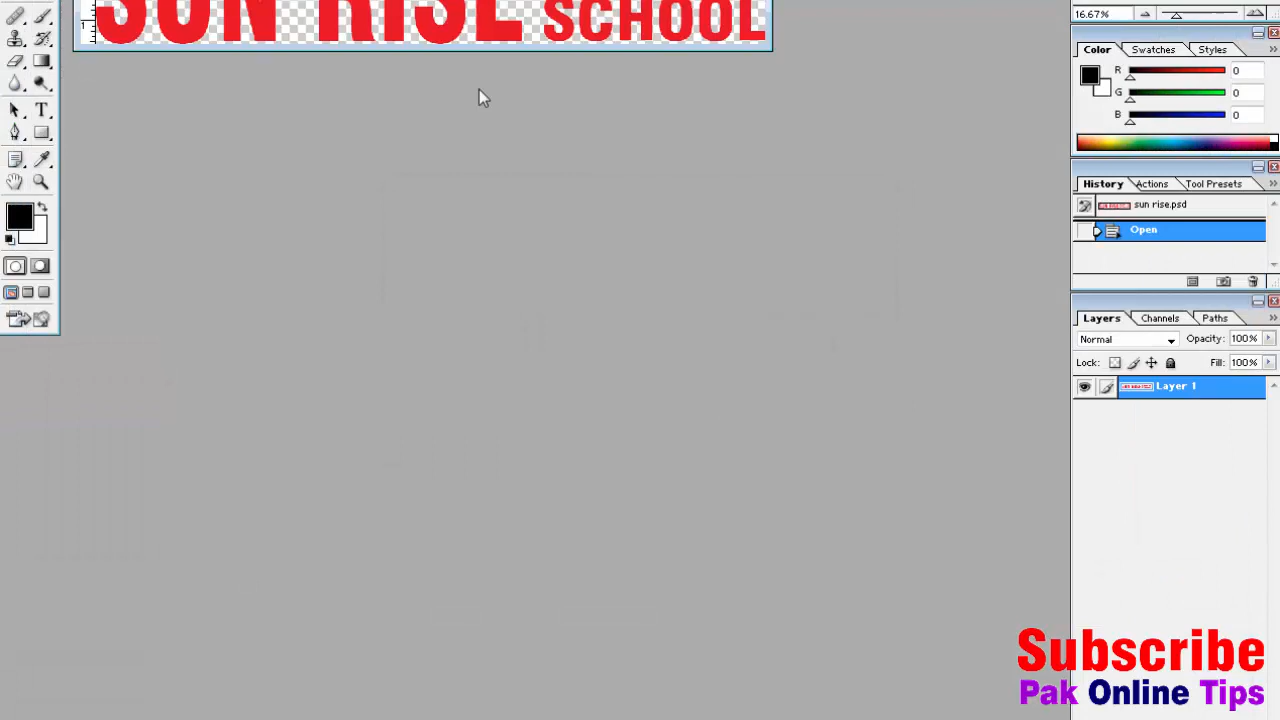 SUN RISE SCHOOL
1
16.67%
Color Swatches Styles
R 0
G 0
B 0
History Actions Tool Presets
sun rise.psd
Open
Layers Channels Paths
Normal Opacity: 100%
Lock: Fill: 100%
Layer 1
T
Subscribe
Pak Online Tips